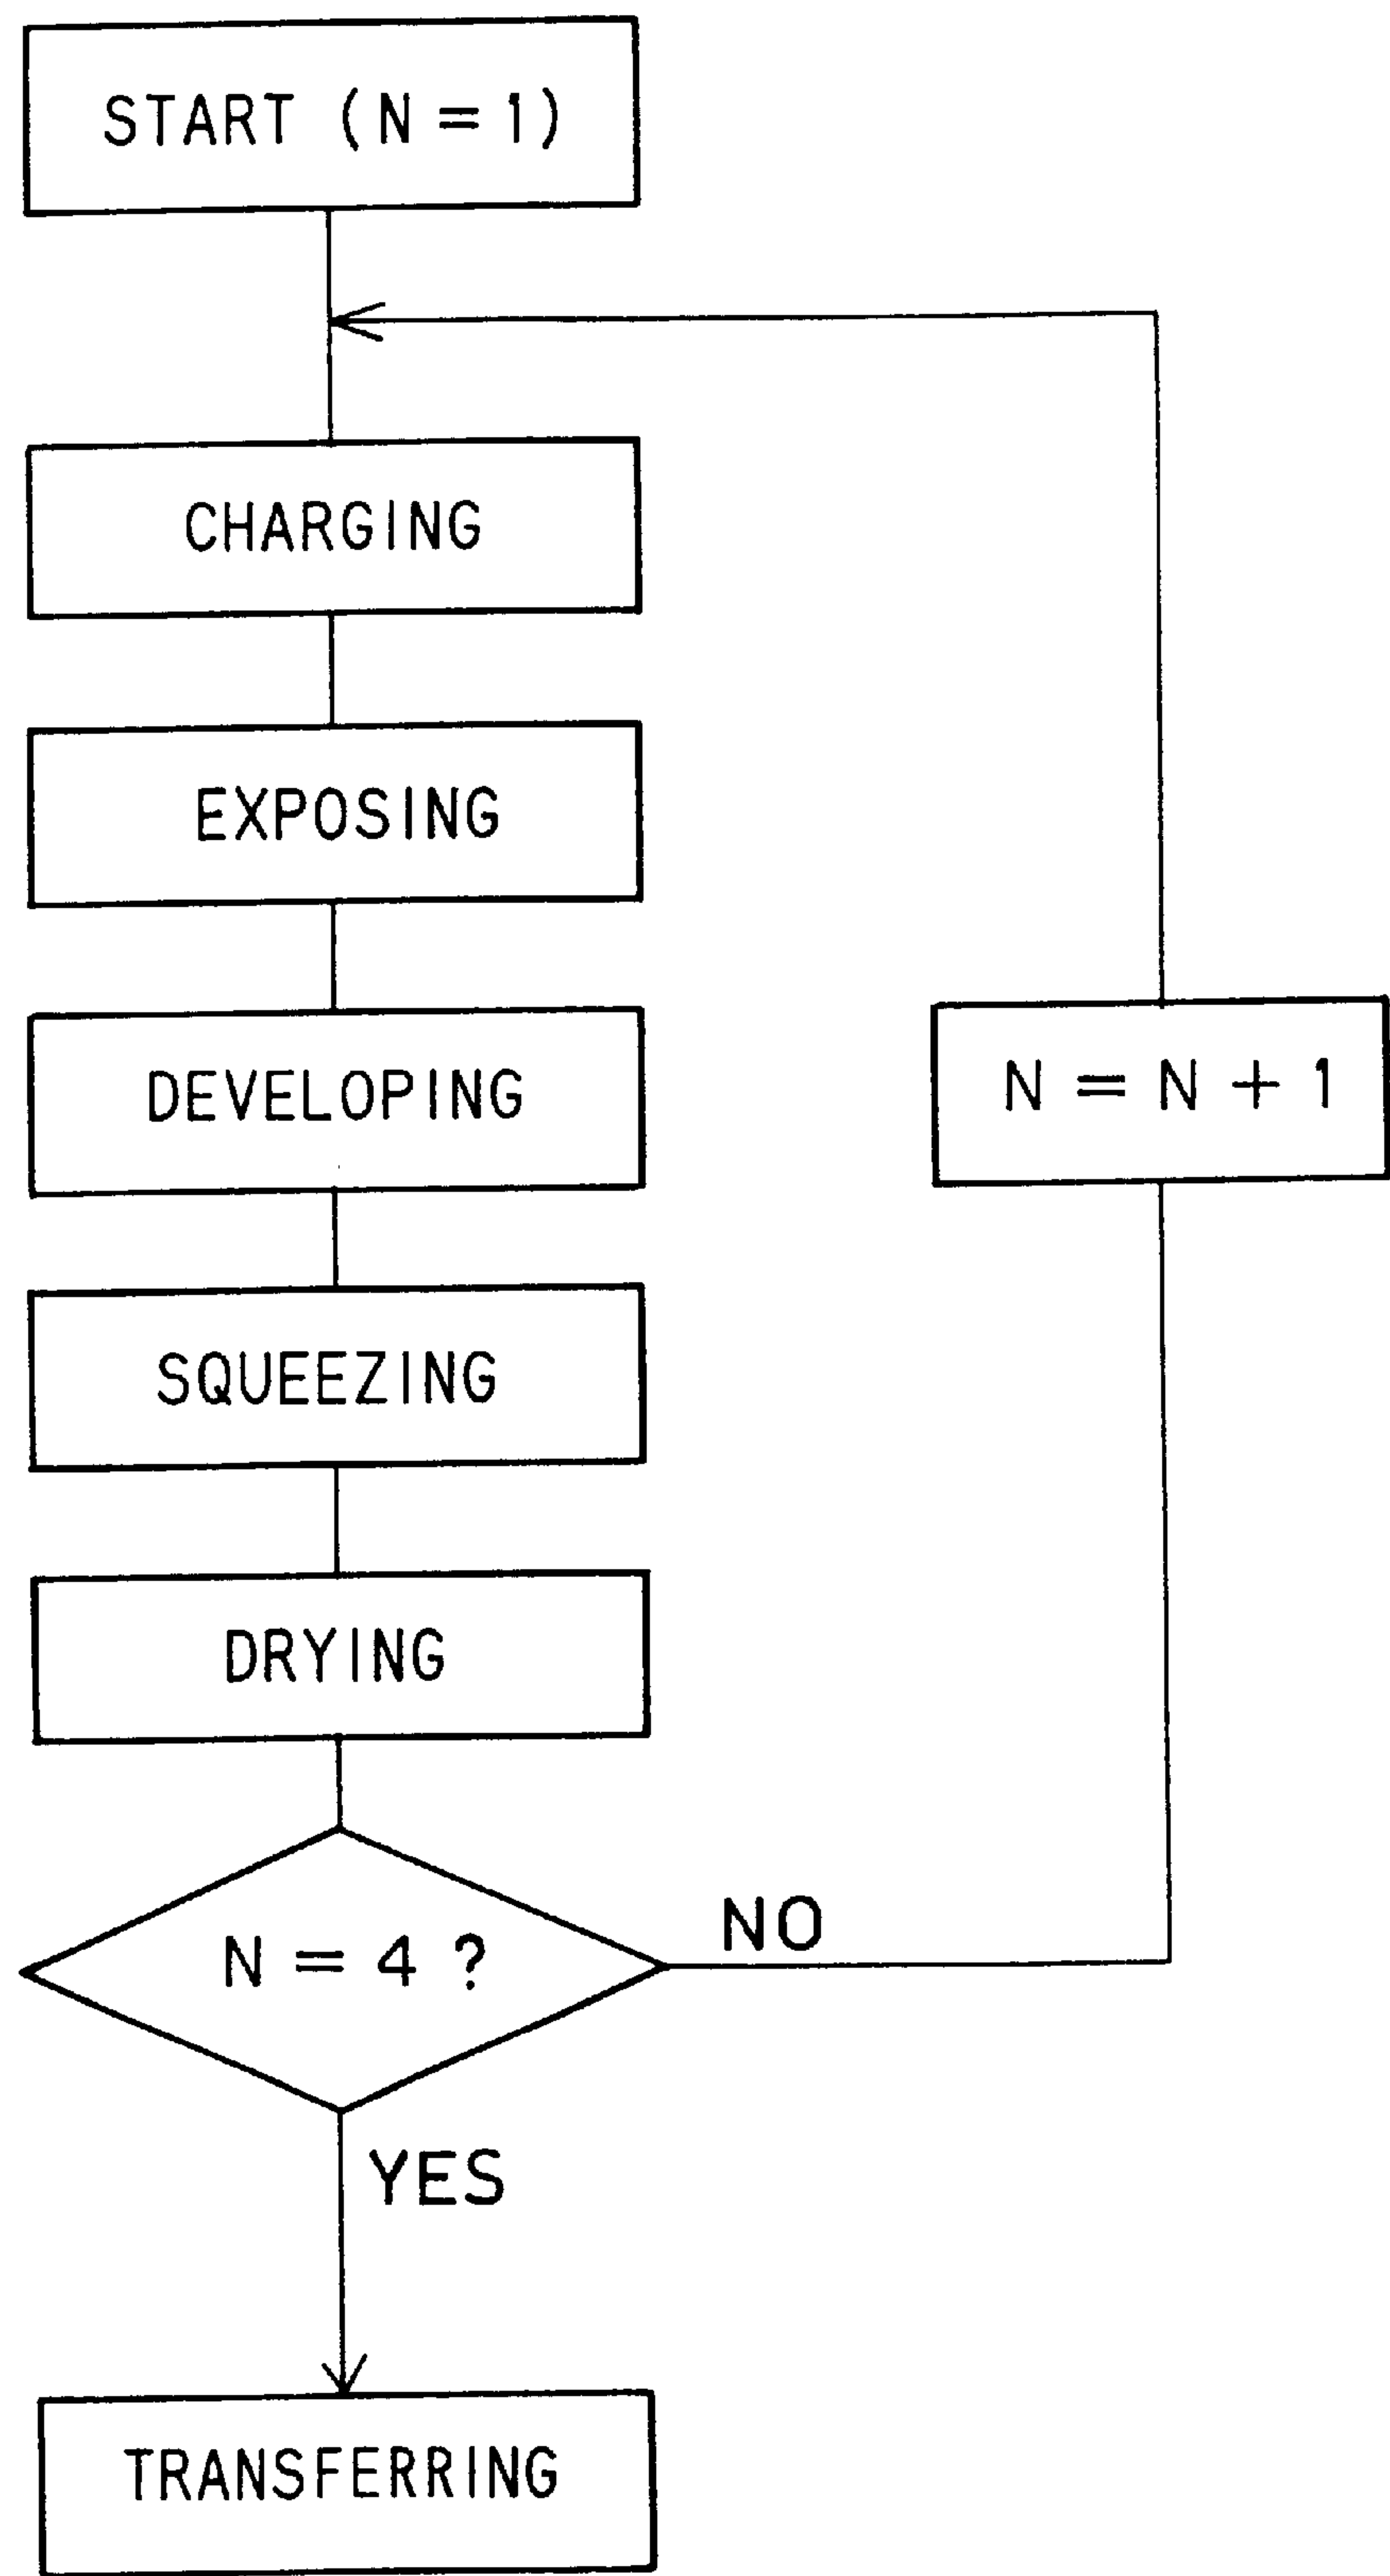 START (N = 1)
CHARGING
EXPOSING
DEVELOPING
N = N + 1
SQUEEZING
DRYING
N = 4 ?
NO
YES
TRANSFERRING